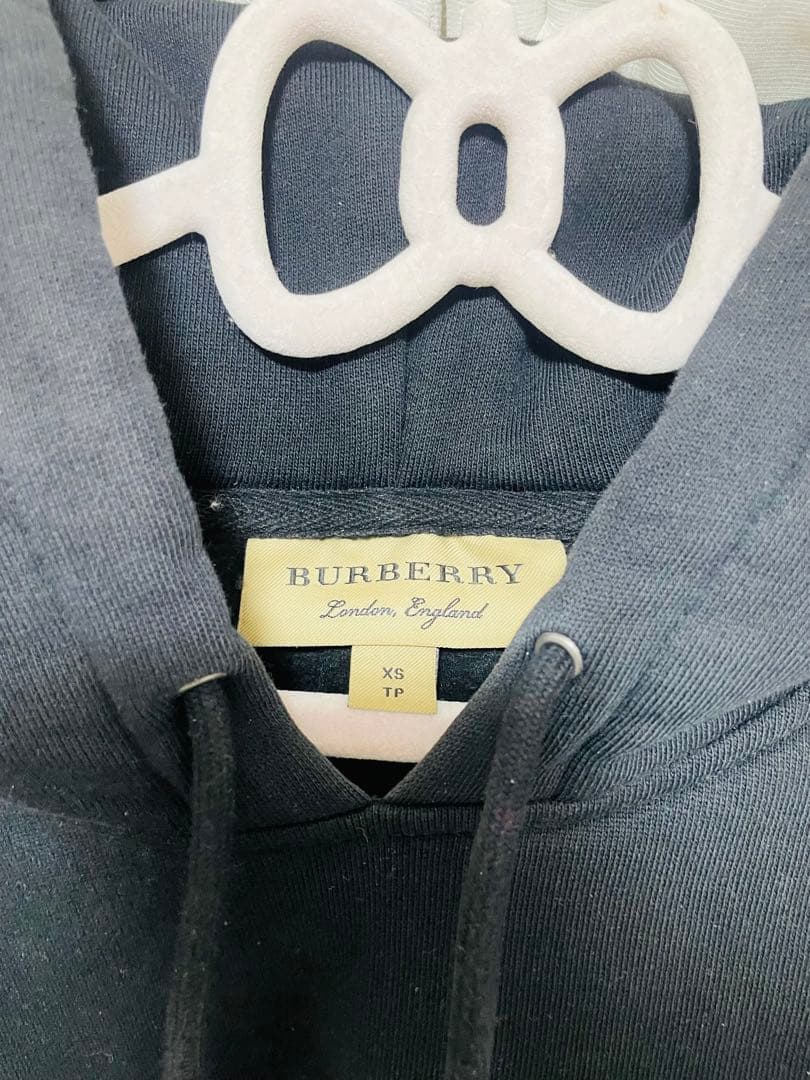 BURBERRY
London, England
XS
TP